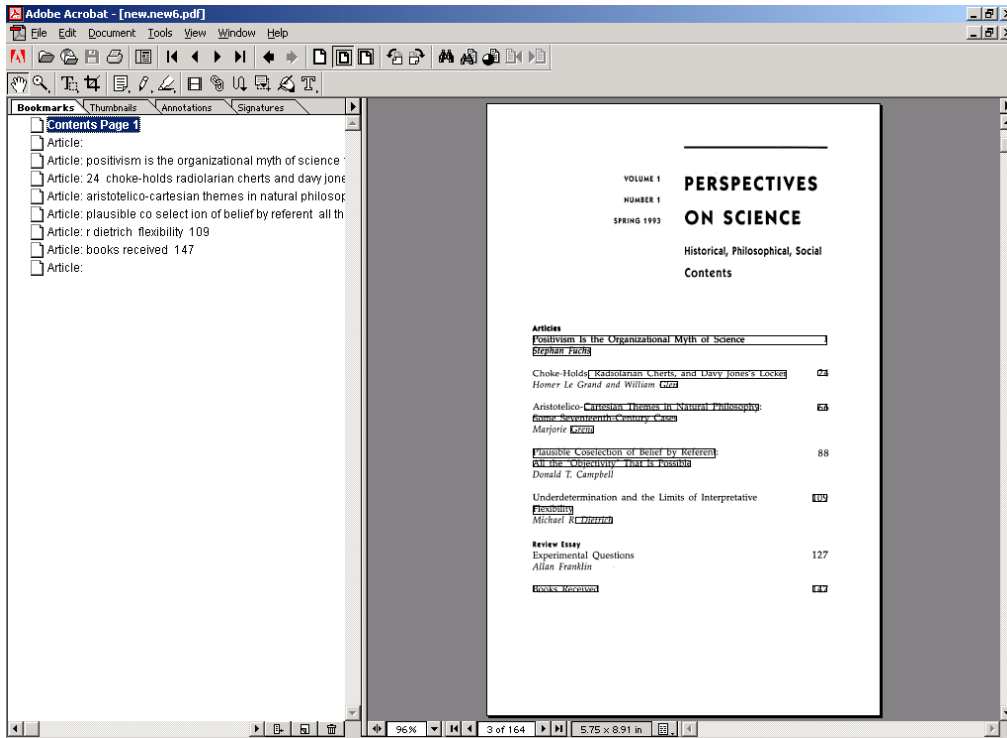 Adobe Acrobat - [new.new6.pdf]
File Edit Document Tools View Window Help
Bookmarks Thumbnails Annotations Signatures
Contents Page 1
Article:
Article: positivism is the organizational myth of science
Article: 24 choke-holds radiolarian cherts and davy jone
Article: aristotelico-cartesian themes in natural philosop
Article: plausible co select ion of belief by referent all th
Article: r dietrich flexibility 109
Article: books received 147
Article:
VOLUME 1
NUMBER 1
SPRING 1993
PERSPECTIVES
ON SCIENCE
Historical, Philosophical, Social
Contents
Articles
Positivism Is the Organizational Myth of Science 1
Stephan Fuchs
Choke-Holds, Radiolarian Cherts, and Davy Jones's Locker 24
Homer Le Grand and William Glen
Aristotelico-Cartesian Themes in Natural Philosophy: 66
Some Seventeenth-Century Cases
Marjorie Grene
Plausible Coselection of Belief by Referent: 88
All the "Objectivity" That Is Possible
Donald T. Campbell
Underdetermination and the Limits of Interpretative 109
Flexibility
Michael R. Dietrich
Review Essay
Experimental Questions 127
Allan Franklin
Books Received 147
96% 3 of 164 5.75 x 8.91 in